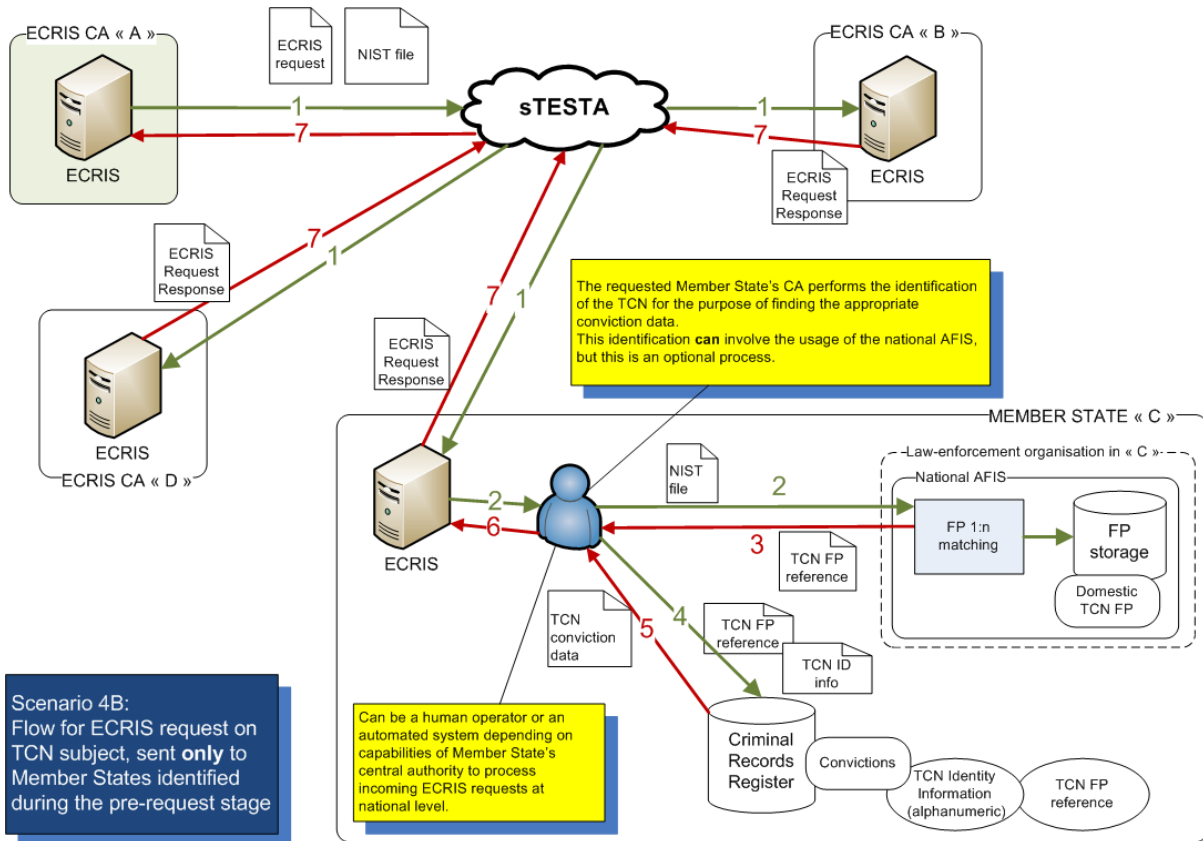 ECRIS CA « A »
ECRIS
ECRIS
request
NIST file
1
7
sTESTA
1
7
ECRIS CA « B »
ECRIS
ECRIS
Request
Response
7
1
ECRIS
Request
Response
ECRIS
ECRIS CA « D »
7
1
ECRIS
Request
Response
The requested Member State's CA performs the identification
of the TCN for the purpose of finding the appropriate
conviction data.
This identification can involve the usage of the national AFIS,
but this is an optional process.
MEMBER STATE « C »
Law-enforcement organisation in « C »
National AFIS
FP 1:n
matching
FP
storage
Domestic
TCN FP
ECRIS
2
6
NIST
file
2
3
TCN FP
reference
TCN
conviction
data
5
4
TCN FP
reference
TCN ID
info
Criminal
Records
Register
Convictions
TCN Identity
Information
(alphanumeric)
TCN FP
reference
Can be a human operator or an
automated system depending on
capabilities of Member State's
central authority to process
incoming ECRIS requests at
national level.
Scenario 4B:
Flow for ECRIS request on
TCN subject, sent only to
Member States identified
during the pre-request stage